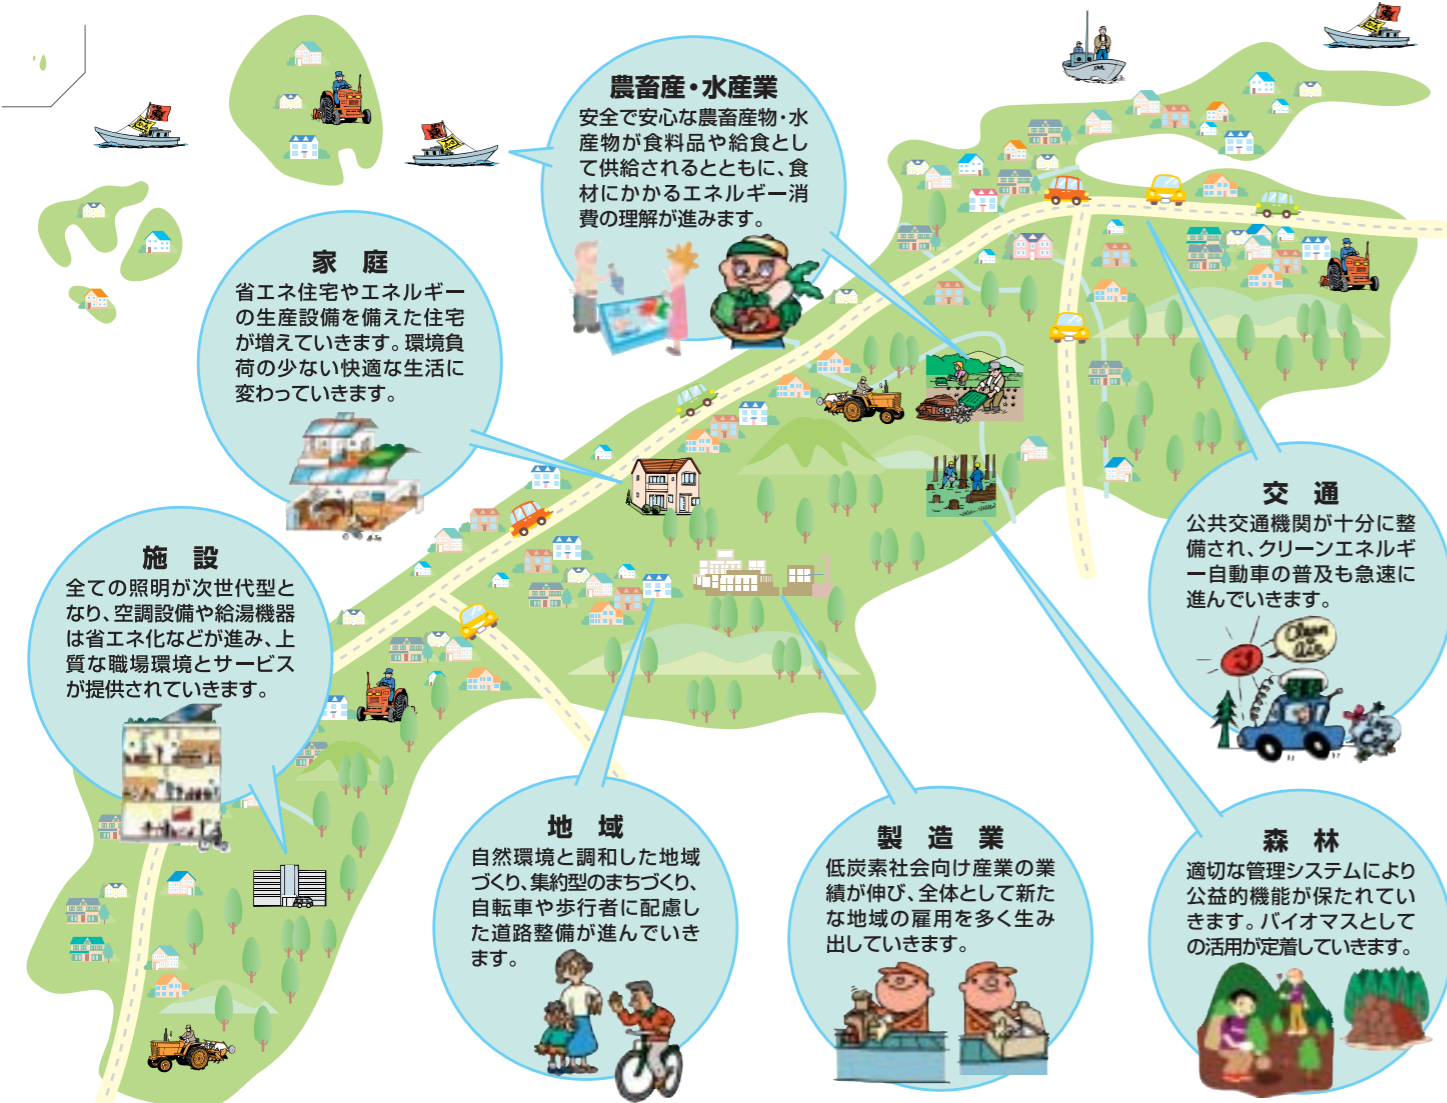 農畜産・水産業
安全で安心な農畜産物・水
産物が食料品や給食とし
て供給されるとともに、食
材にかかるエネルギー消
費の理解が進みます。
家 庭
省エネ住宅やエネルギー
の生産設備を備えた住宅
が増えていきます。環境負
荷の少ない快適な生活に
変わっていきます。
施 設
全ての照明が次世代型と
なり、空調設備や給湯機器
は省エネ化などが進み、上
質な職場環境とサービス
が提供されていきます。
交 通
公共交通機関が十分に整
備され、クリーンエネルギ
ー自動車の普及も急速に
進んでいきます。
Clean
air
地 域
自然環境と調和した地域
づくり、集約型のまちづくり、
自転車や歩行者に配慮し
た道路整備が進んでいき
ます。
製 造 業
低炭素社会向け産業の業
績が伸び、全体として新た
な地域の雇用を多く生み
出していきます。
森 林
適切な管理システムにより
公益的機能が保たれてい
きます。バイオマスとして
の活用が定着していきます。